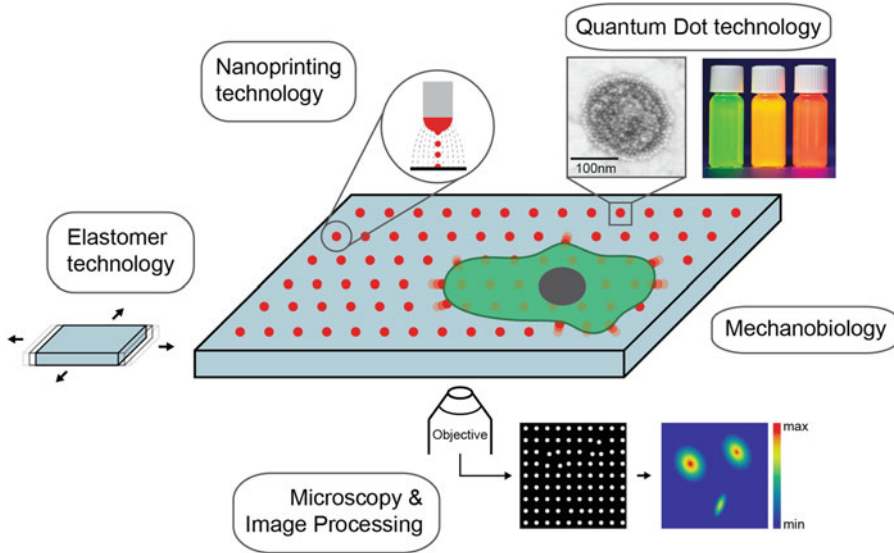 Quantum Dot technology
Nanoprinting
technology
100nm
Elastomer
technology
Mechanobiology
Objective
max
min
Microscopy &
Image Processing